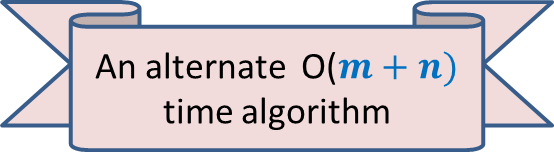 An alternate O(m + n)
time algorithm